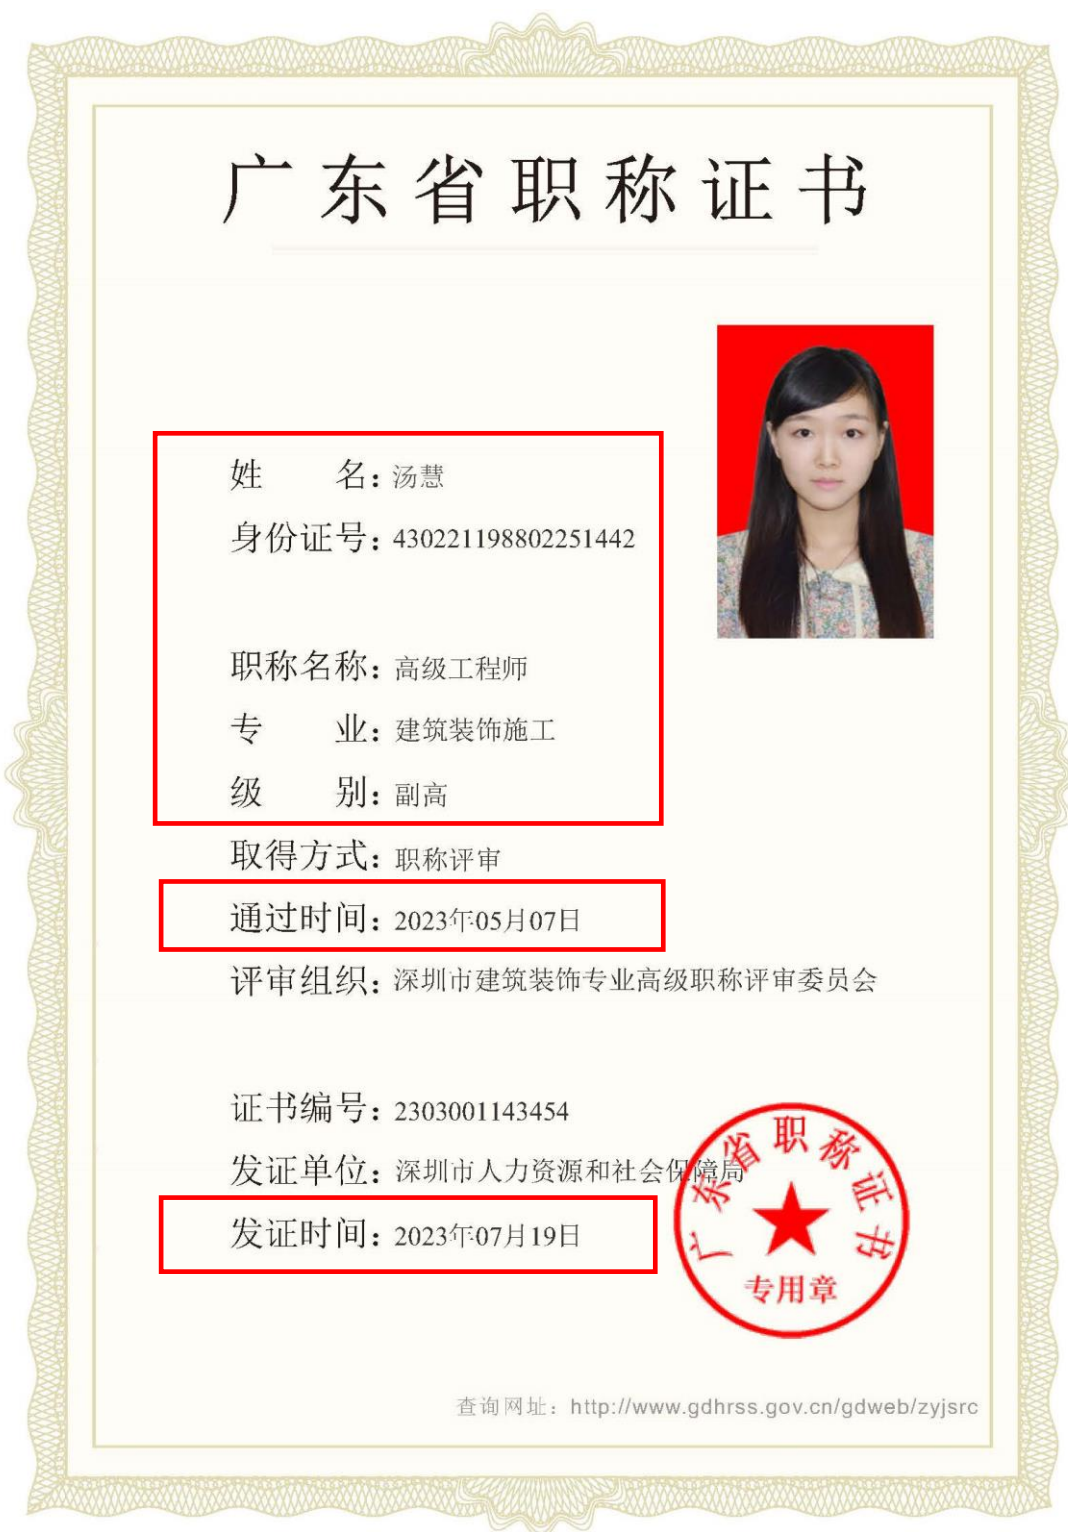 广东省职称证书
姓 名：汤慧
身份证号：430221198802251442
职称名称：高级工程师
专 业：建筑装饰施工
级 别：副高
取得方式：职称评审
通过时间：2023年05月07日
评审组织：深圳市建筑装饰专业高级职称评审委员会
证书编号：2303001143454
发证单位：深圳市人力资源和社会保障局
发证时间：2023年07月19日
广东省职称证书
专用章
查询网址：http://www.gdhrss.gov.cn/gdweb/zyjsrc